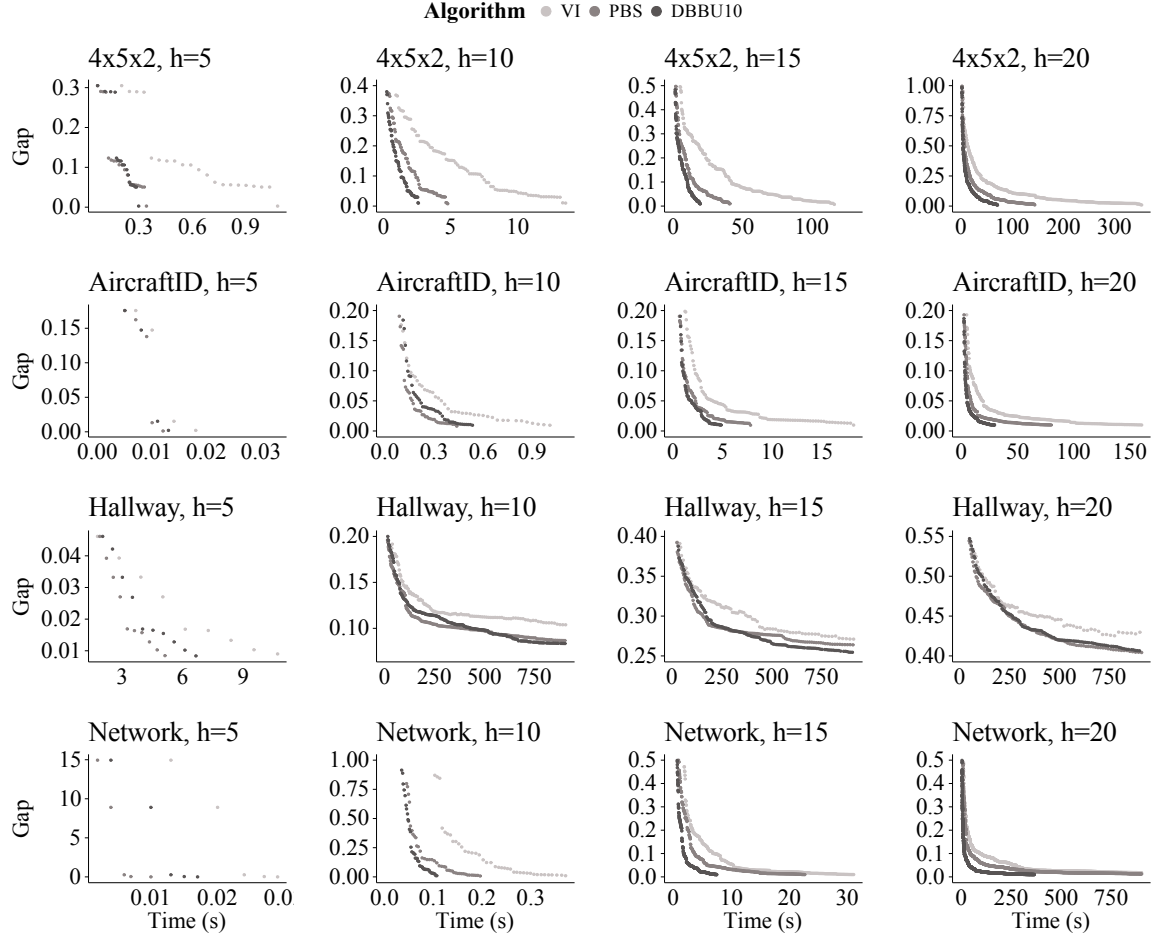 Algorithm VI PBS DBBU10
4x5x2, h=5 4x5x2, h=10 4x5x2, h=15 4x5x2, h=20
Gap
0.3
0.2
0.1
0.0
0.3 0.6 0.9
0.4
0.3
0.2
0.1
0.0
0 5 10
0.5
0.4
0.3
0.2
0.1
0.0
0 50 100
1.00
0.75
0.50
0.25
0.00
0 100 200 300
AircraftID, h=5 AircraftID, h=10 AircraftID, h=15 AircraftID, h=20
Gap
0.15
0.10
0.05
0.00
0.00 0.01 0.02 0.03
0.20
0.15
0.10
0.05
0.00
0.3 0.6 0.9
0.20
0.15
0.10
0.05
0.00
5 10 15
0.20
0.15
0.10
0.05
0.00
0 50 100 150
Hallway, h=5 Hallway, h=10 Hallway, h=15 Hallway, h=20
Gap
0.04
0.03
0.02
0.01
3 6 9
0.20
0.15
0.10
0 250 500 750
0.40
0.35
0.30
0.25
0 250 500 750
0.55
0.50
0.45
0.40
0 250 500 750
Network, h=5 Network, h=10 Network, h=15 Network, h=20
Gap
15
10
5
0
0.01 0.02 0.0
Time (s)
1.00
0.75
0.50
0.25
0.00
0.0 0.1 0.2 0.3
Time (s)
0.5
0.4
0.3
0.2
0.1
0.0
0 10 20 30
Time (s)
0.5
0.4
0.3
0.2
0.1
0.0
0 250 500 750
Time (s)